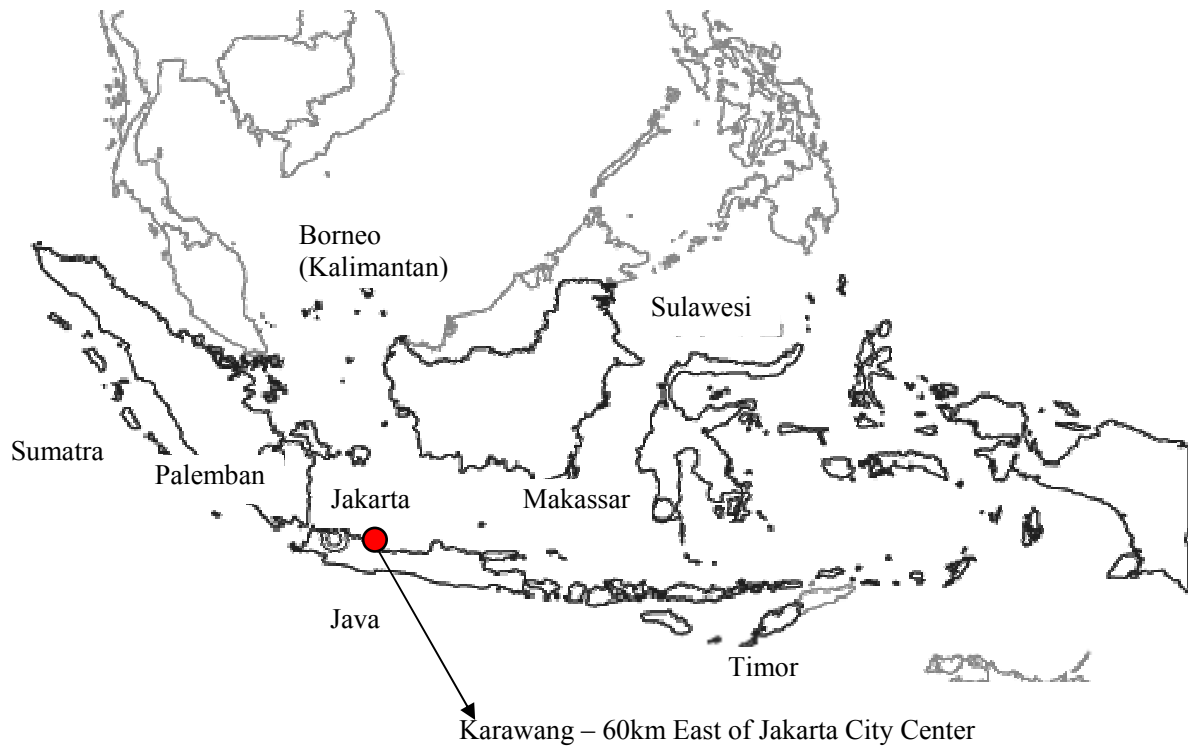 Borneo
(Kalimantan)
Sulawesi
Sumatra
Palemban
Jakarta
Makassar
Java
Timor
Karawang – 60km East of Jakarta City Center